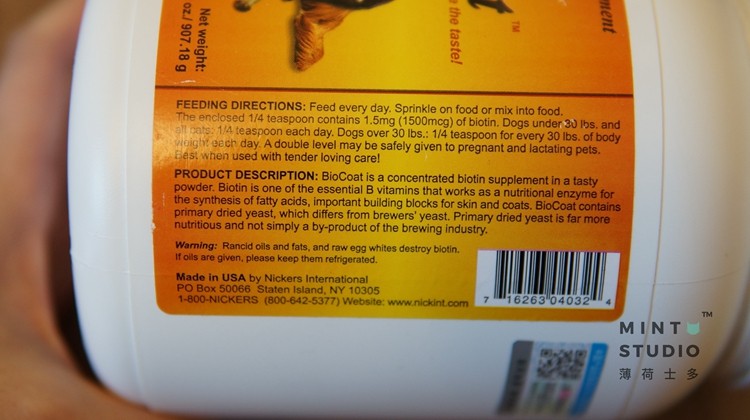 ment
t™
e the taste!
Net weight:
oz./ 907.18 g
FEEDING DIRECTIONS: Feed every day. Sprinkle on food or mix into food.
The enclosed 1/4 teaspoon contains 1.5mg (1500mcg) of biotin. Dogs under 30 lbs. and
all cats: 1/4 teaspoon each day. Dogs over 30 lbs.: 1/4 teaspoon for every 30 lbs. of body
weight each day. A double level may be safely given to pregnant and lactating pets.
Best when used with tender loving care!
PRODUCT DESCRIPTION: BioCoat is a concentrated biotin supplement in a tasty
powder. Biotin is one of the essential B vitamins that works as a nutritional enzyme for
the synthesis of fatty acids, important building blocks for skin and coats. BioCoat contains
primary dried yeast, which differs from brewers' yeast. Primary dried yeast is far more
nutritious and not simply a by-product of the brewing industry.
Warning: Rancid oils and fats, and raw egg whites destroy biotin.
If oils are given, please keep them refrigerated.
Made in USA by Nickers International
PO Box 50066 Staten Island, NY 10305
1-800-NICKERS (800-642-5377) Website: www.nickint.com
7 16263 04032 4
MINT STUDIO™
薄荷士多